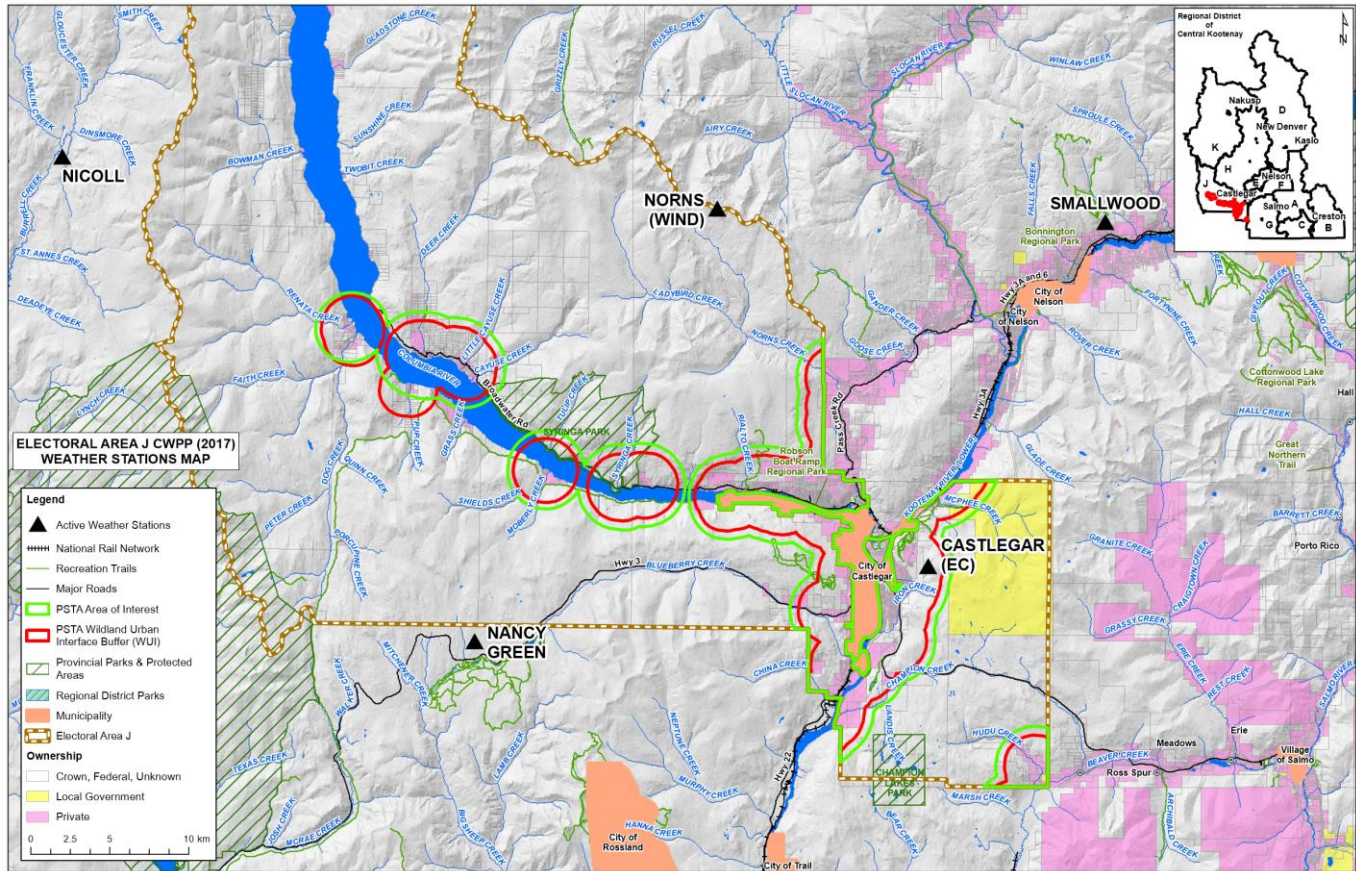 SMITH CREEK
GLOUCESTER CREEK
FRANKLIN CREEK
DINSMORE CREEK
NICOLL
BURRELL CREEK
ST. ANNES CREEK
DEADEYE CREEK
GLADSTONE CREEK
SUNSHINE CREEK
BOWMAN CREEK
TWOBIT CREEK
DEER CREEK
RENATA CREEK
GRIZZLY CREEK
RUSSEL CREEK
LITTLE SLOCAN RIVER
SLOCAN RIVER
WINLAW CREEK
AIRY CREEK
NORNS
(WIND)
SPROULE CREEK
FALLS CREEK
SMALLWOOD
Bonnington
Regional Park
Hwy 3A and 6
City
of Nelson
City
of Nelson
FORTYNINE CREEK
GIVEOUT CREEK
COTTONWOOD CREEK
ROVER CREEK
Cottonwood Lake
Regional Park
LADYBIRD CREEK
GANDER CREEK
GOOSE CREEK
NORNS CREEK
Pass Creek Rd
Hwy 3A
LITTLE CAYUSE CREEK
CAYUSE CREEK
COLUMBIA RIVER
Broadwater Rd
FAITH CREEK
LYNCH CREEK
PUP CREEK
GRASS CREEK
TULIP CREEK
SYRINGA PARK
SYRINGA CREEK
RIALTO CREEK
Robson
Boat Ramp
Regional Park
KOOTENAY RIVER, LOWER
GLADE CREEK
HALL CREEK
Hall
Great
Northern
Trail
DOG CREEK
QUINN CREEK
SHIELDS CREEK
MOBERLY CREEK
PETER CREEK
PORCUPINE CREEK
MCPHEE CREEK
BARRETT CREEK
Porto Rico
GRANITE CREEK
CRAIGTOWN CREEK
CASTLEGAR
(EC)
City of
Castlegar
IRON CREEK
Hwy 3
BLUEBERRY CREEK
GRASSY CREEK
ERIE CREEK
REST CREEK
SALMO RIVER
NANCY
GREEN
CHINA CREEK
CHAMPION CREEK
MITCHENER CREEK
WALKER CREEK
LANDIS CREEK
HUDU CREEK
Meadows
Erie
Village
of Salmo
BEAVER CREEK
Ross Spur
NEPTUNE CREEK
LAMB CREEK
MURPHY CREEK
Hwy 22
CHAMPION
LAKES
PARK
MARSH CREEK
TEXAS CREEK
JOSH CREEK
MCRAE CREEK
BIG SHEEP CREEK
HANNA CREEK
City of
Rossland
City of Trail
BEAR CREEK
ARCHIBALD CREEK
Regional District
of
Central Kootenay
N
Nakusp
D
New Denver
Kaslo
K
H
Nelson
E
F
J
Castlegar
Salmo
A
Creston
G
C
B
ELECTORAL AREA J CWPP (2017)
WEATHER STATIONS MAP
Legend
Active Weather Stations
National Rail Network
Recreation Trails
Major Roads
PSTA Area of Interest
PSTA Wildland Urban
Interface Buffer (WUI)
Provincial Parks & Protected
Areas
Regional District Parks
Municipality
Electoral Area J
Ownership
Crown, Federal, Unknown
Local Government
Private
0 2.5 5 10 km